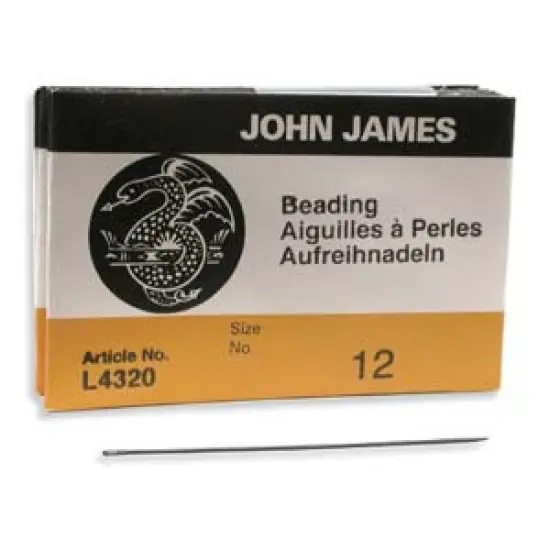 JOHN JAMES
Beading
Aiguilles à Perles
Aufreihnadeln
Size
No
12
Article No.
L4320